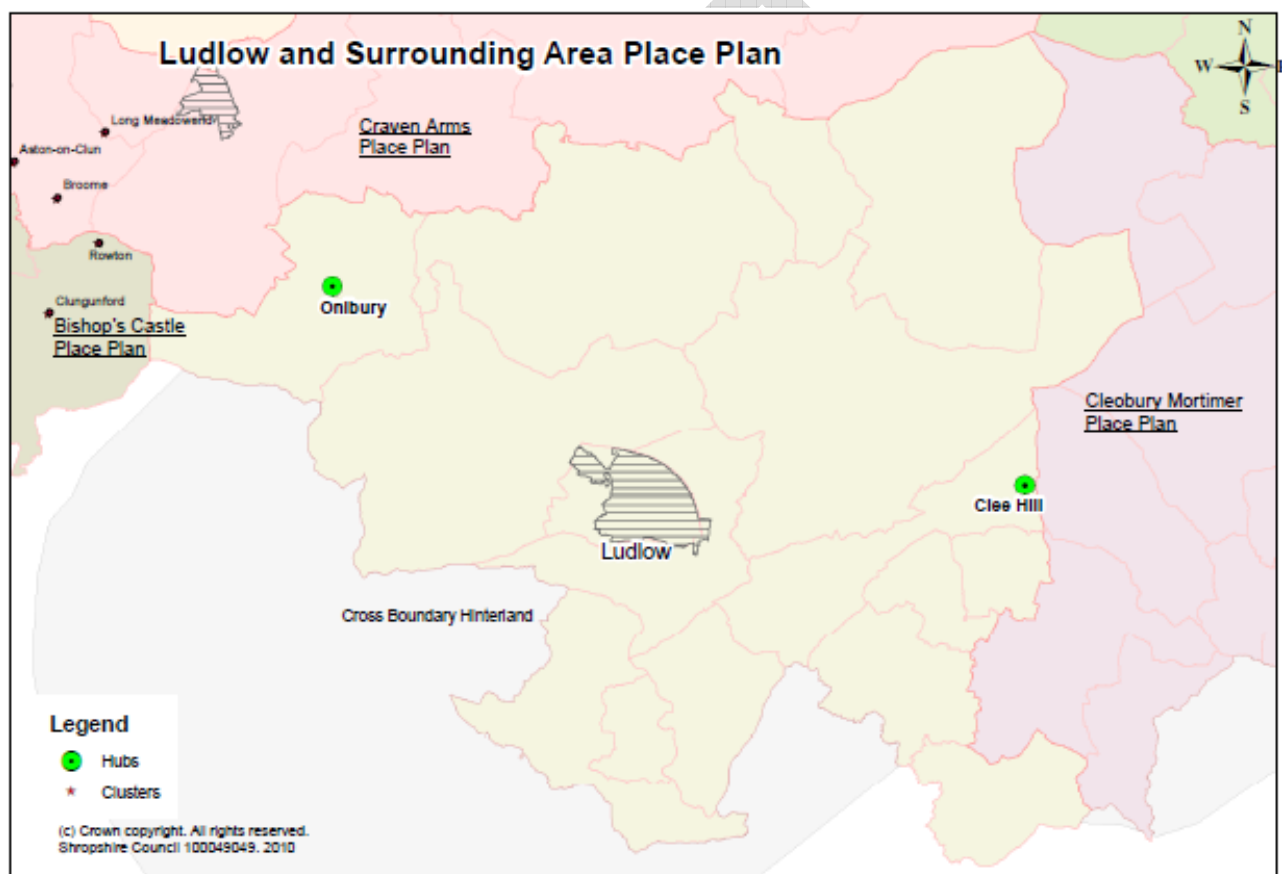 Ludlow and Surrounding Area Place Plan
N
W
E
S
Long Meadowend
Craven Arms
Place Plan
Aston-on-Clun
Broome
Rowton
Onibury
Clungunford
Bishop's Castle
Place Plan
Cleobury Mortimer
Place Plan
Clee Hill
Ludlow
Cross Boundary Hinterland
Legend
Hubs
Clusters
(c) Crown copyright. All rights reserved.
Shropshire Council 100049049. 2010